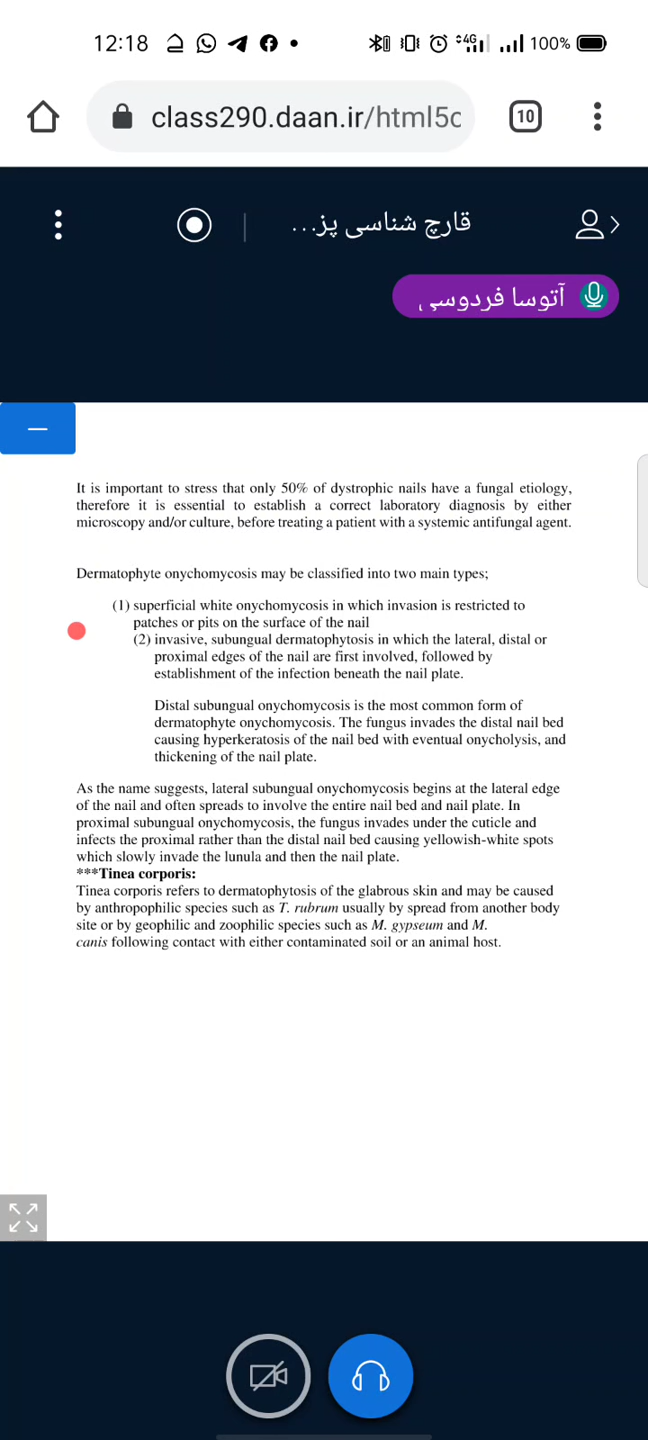 12:18
4G
100%
class290.daan.ir/html5c
10
قارچ شناسی پز...
آتوسا فردوسی
It is important to stress that only 50% of dystrophic nails have a fungal etiology,
therefore it is essential to establish a correct laboratory diagnosis by either
microscopy and/or culture, before treating a patient with a systemic antifungal agent.
Dermatophyte onychomycosis may be classified into two main types;
(1) superficial white onychomycosis in which invasion is restricted to
patches or pits on the surface of the nail
(2) invasive, subungual dermatophytosis in which the lateral, distal or
proximal edges of the nail are first involved, followed by
establishment of the infection beneath the nail plate.
Distal subungual onychomycosis is the most common form of
dermatophyte onychomycosis. The fungus invades the distal nail bed
causing hyperkeratosis of the nail bed with eventual onycholysis, and
thickening of the nail plate.
As the name suggests, lateral subungual onychomycosis begins at the lateral edge
of the nail and often spreads to involve the entire nail bed and nail plate. In
proximal subungual onychomycosis, the fungus invades under the cuticle and
infects the proximal rather than the distal nail bed causing yellowish-white spots
which slowly invade the lunula and then the nail plate.
***Tinea corporis:
Tinea corporis refers to dermatophytosis of the glabrous skin and may be caused
by anthropophilic species such as T. rubrum usually by spread from another body
site or by geophilic and zoophilic species such as M. gypseum and M.
canis following contact with either contaminated soil or an animal host.